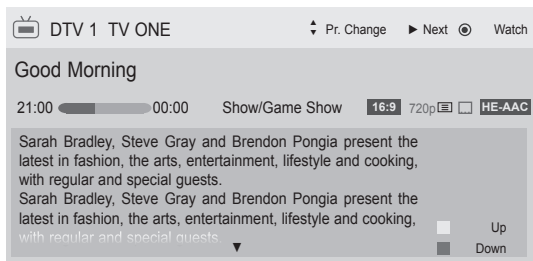 DTV 1 TV ONE Pr. Change Next Watch
Good Morning
21:00 00:00 Show/Game Show 16:9 720p HE-AAC
Sarah Bradley, Steve Gray and Brendon Pongia present the
latest in fashion, the arts, entertainment, lifestyle and cooking,
with regular and special guests.
Sarah Bradley, Steve Gray and Brendon Pongia present the
latest in fashion, the arts, entertainment, lifestyle and cooking,
with regular and special guests.
Up
Down